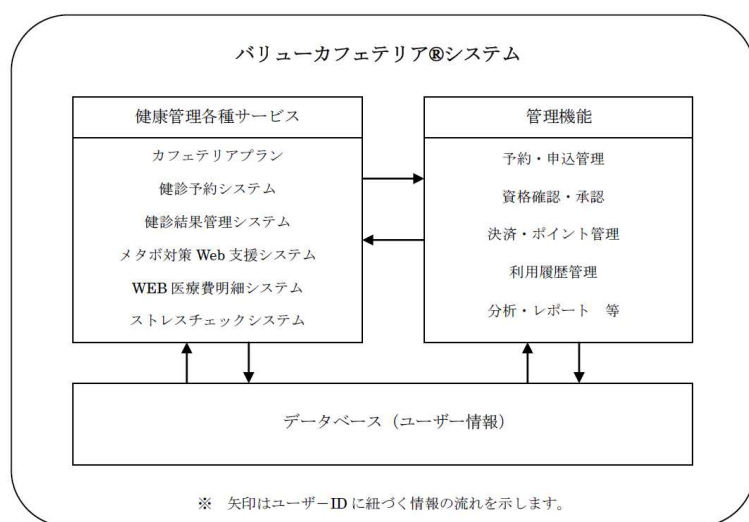 バリューカフェテリア®システム
健康管理各種サービス
カフェテリアプラン
健診予約システム
健診結果管理システム
メタボ対策 Web 支援システム
WEB 医療費明細システム
ストレスチェックシステム
管理機能
予約・申込管理
資格確認・承認
決済・ポイント管理
利用履歴管理
分析・レポート　等
データベース（ユーザー情報）
※　矢印はユーザーID に紐づく情報の流れを示します。